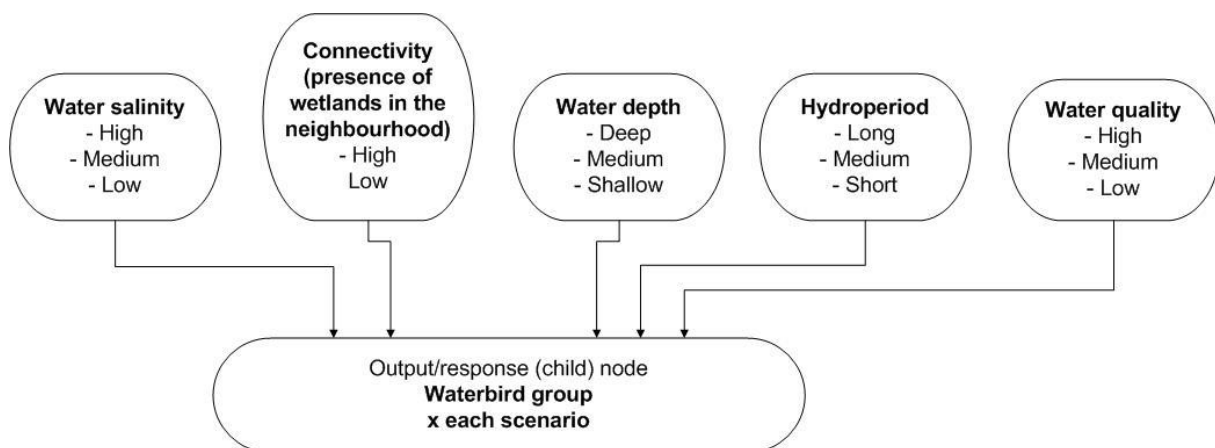 Water salinity
- High
- Medium
- Low
Connectivity
(presence of
wetlands in the
neighbourhood)
- High
Low
Water depth
- Deep
- Medium
- Shallow
Hydroperiod
- Long
- Medium
- Short
Water quality
- High
- Medium
- Low
Output/response (child) node
Waterbird group
x each scenario